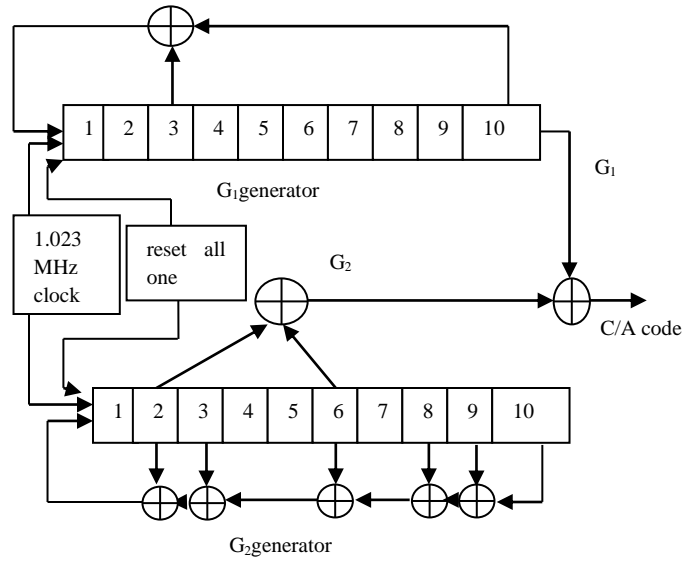 1 2 3 4 5 6 7 8 9 10
G₁
G₁generator
1.023
MHz
clock
reset all
one
G₂
C/A code
1 2 3 4 5 6 7 8 9 10
G₂generator